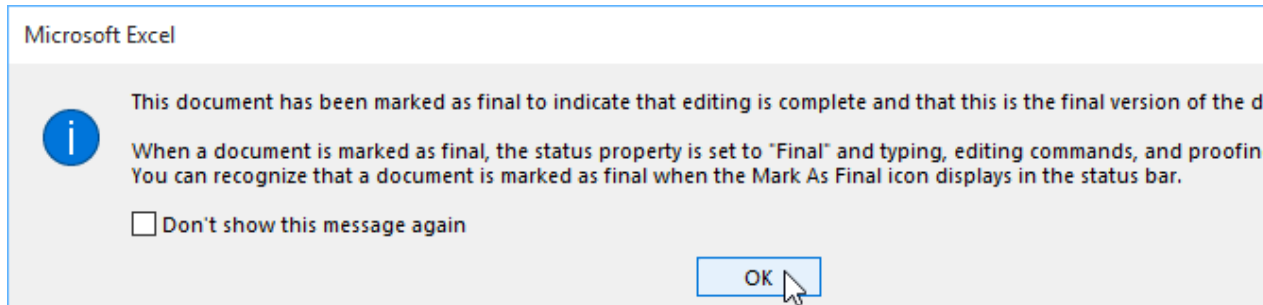 Microsoft Excel
This document has been marked as final to indicate that editing is complete and that this is the final version of the
When a document is marked as final, the status property is set to "Final" and typing, editing commands, and
You can recognize that a document is marked as final when the Mark As Final icon displays in the status bar.
Don't show this message again
OK